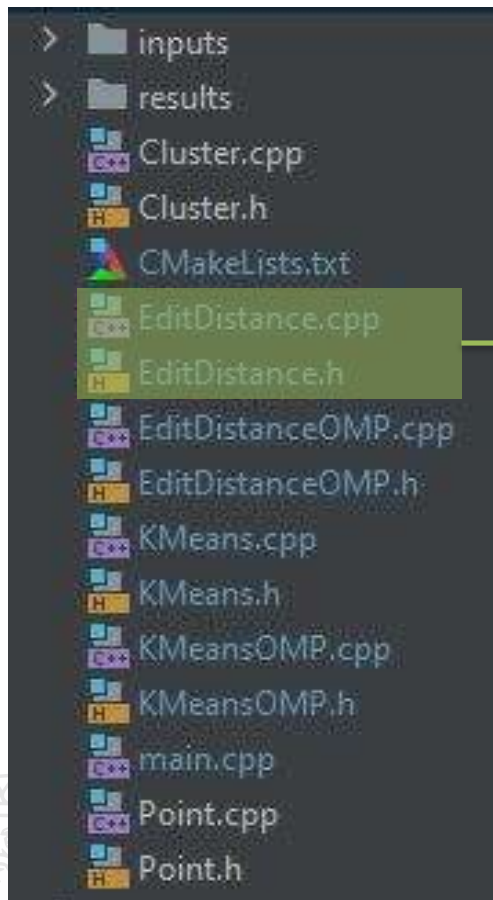 inputs
results
C++ Cluster.cpp
H Cluster.h
CMakeLists.txt
C++ EditDistance.cpp
H EditDistance.h
C++ EditDistanceOMP.cpp
H EditDistanceOMP.h
C++ KMeans.cpp
H KMeans.h
C++ KMeansOMP.cpp
H KMeansOMP.h
C++ main.cpp
C++ Point.cpp
H Point.h